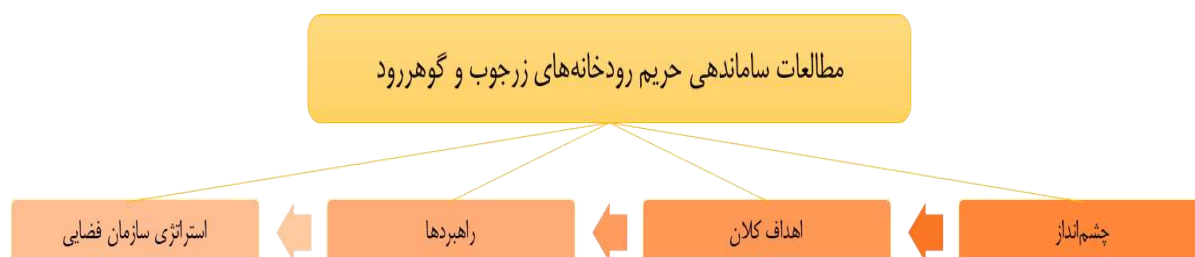 مطالعات ساماندهی حریم رودخانه‌های زرجوب و گوهررود
چشم‌انداز
اهداف کلان
راهبردها
استراتژی سازمان فضایی